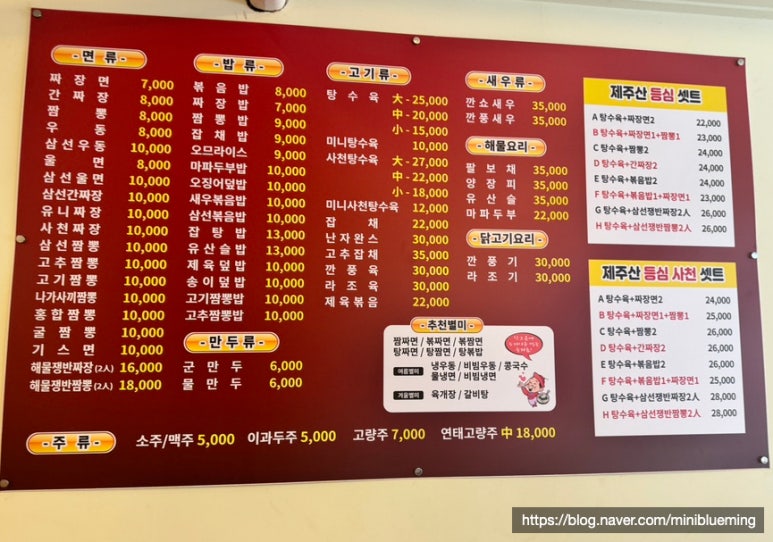 - 면 류 -
짜 장 면 7,000
간 짜 장 8,000
짬 뽕 8,000
우 동 8,000
삼선우동 10,000
울 면 8,000
삼선울면 10,000
삼선간짜장 10,000
유니짜장 10,000
사천짜장 10,000
삼선짬뽕 10,000
고추짬뽕 10,000
고기짬뽕 10,000
나가사끼짬뽕 10,000
홍합짬뽕 10,000
굴 짬 뽕 10,000
기 스 면 10,000
해물쟁반짜장(2人) 16,000
해물쟁반짬뽕(2人) 18,000
- 밥 류 -
볶 음 밥 8,000
짜 장 밥 7,000
짬 뽕 밥 9,000
잡 채 밥 9,000
오므라이스 9,000
마파두부밥 10,000
오징어덮밥 10,000
새우볶음밥 10,000
삼선볶음밥 10,000
잡 탕 밥 13,000
유산슬밥 13,000
제육덮밥 10,000
송이덮밥 10,000
고기짬뽕밥 10,000
고추짬뽕밥 10,000
- 만두류 -
군 만 두 6,000
물 만 두 6,000
- 고기류 -
탕 수 육 大 - 25,000
中 - 20,000
小 - 15,000
미니탕수육 10,000
사천탕수육 大 - 27,000
中 - 22,000
小 - 18,000
미니사천탕수육 12,000
잡 채 22,000
난자완스 30,000
고추잡채 35,000
깐 풍 육 30,000
라 조 육 30,000
제육볶음 22,000
- 새우류 -
깐쇼새우 35,000
깐풍새우 35,000
- 해물요리 -
팔 보 채 35,000
양 장 피 35,000
유 산 슬 35,000
마파두부 22,000
- 닭고기요리 -
깐 풍 기 30,000
라 조 기 30,000
- 추천별미 -
짬짜면 / 볶짜면 / 볶짬면
탕짜면 / 탕짬면 / 탕볶밥
여름별미 냉우동 / 비빔우동 / 콩국수
물냉면 / 비빔냉면
겨울별미 육개장 / 갈비탕
제주산 등심 셋트
A 탕수육+짜장면2 22,000
B 탕수육+짜장면1+짬뽕1 23,000
C 탕수육+짬뽕2 24,000
D 탕수육+간짜장2 24,000
E 탕수육+볶음밥2 24,000
F 탕수육+볶음밥1+짜장면1 23,000
G 탕수육+삼선쟁반짜장2人 26,000
H 탕수육+삼선쟁반짬뽕2人 26,000
제주산 등심 사천 셋트
A 탕수육+짜장면2 24,000
B 탕수육+짜장면1+짬뽕1 25,000
C 탕수육+짬뽕2 26,000
D 탕수육+간짜장2 26,000
E 탕수육+볶음밥2 26,000
F 탕수육+볶음밥1+짜장면1 25,000
G 탕수육+삼선쟁반짜장2人 28,000
H 탕수육+삼선쟁반짬뽕2人 28,000
- 주 류 -
소주/맥주 5,000 이과두주 5,000 고량주 7,000 연태고량주 中 18,000
https://blog.naver.com/miniblueming